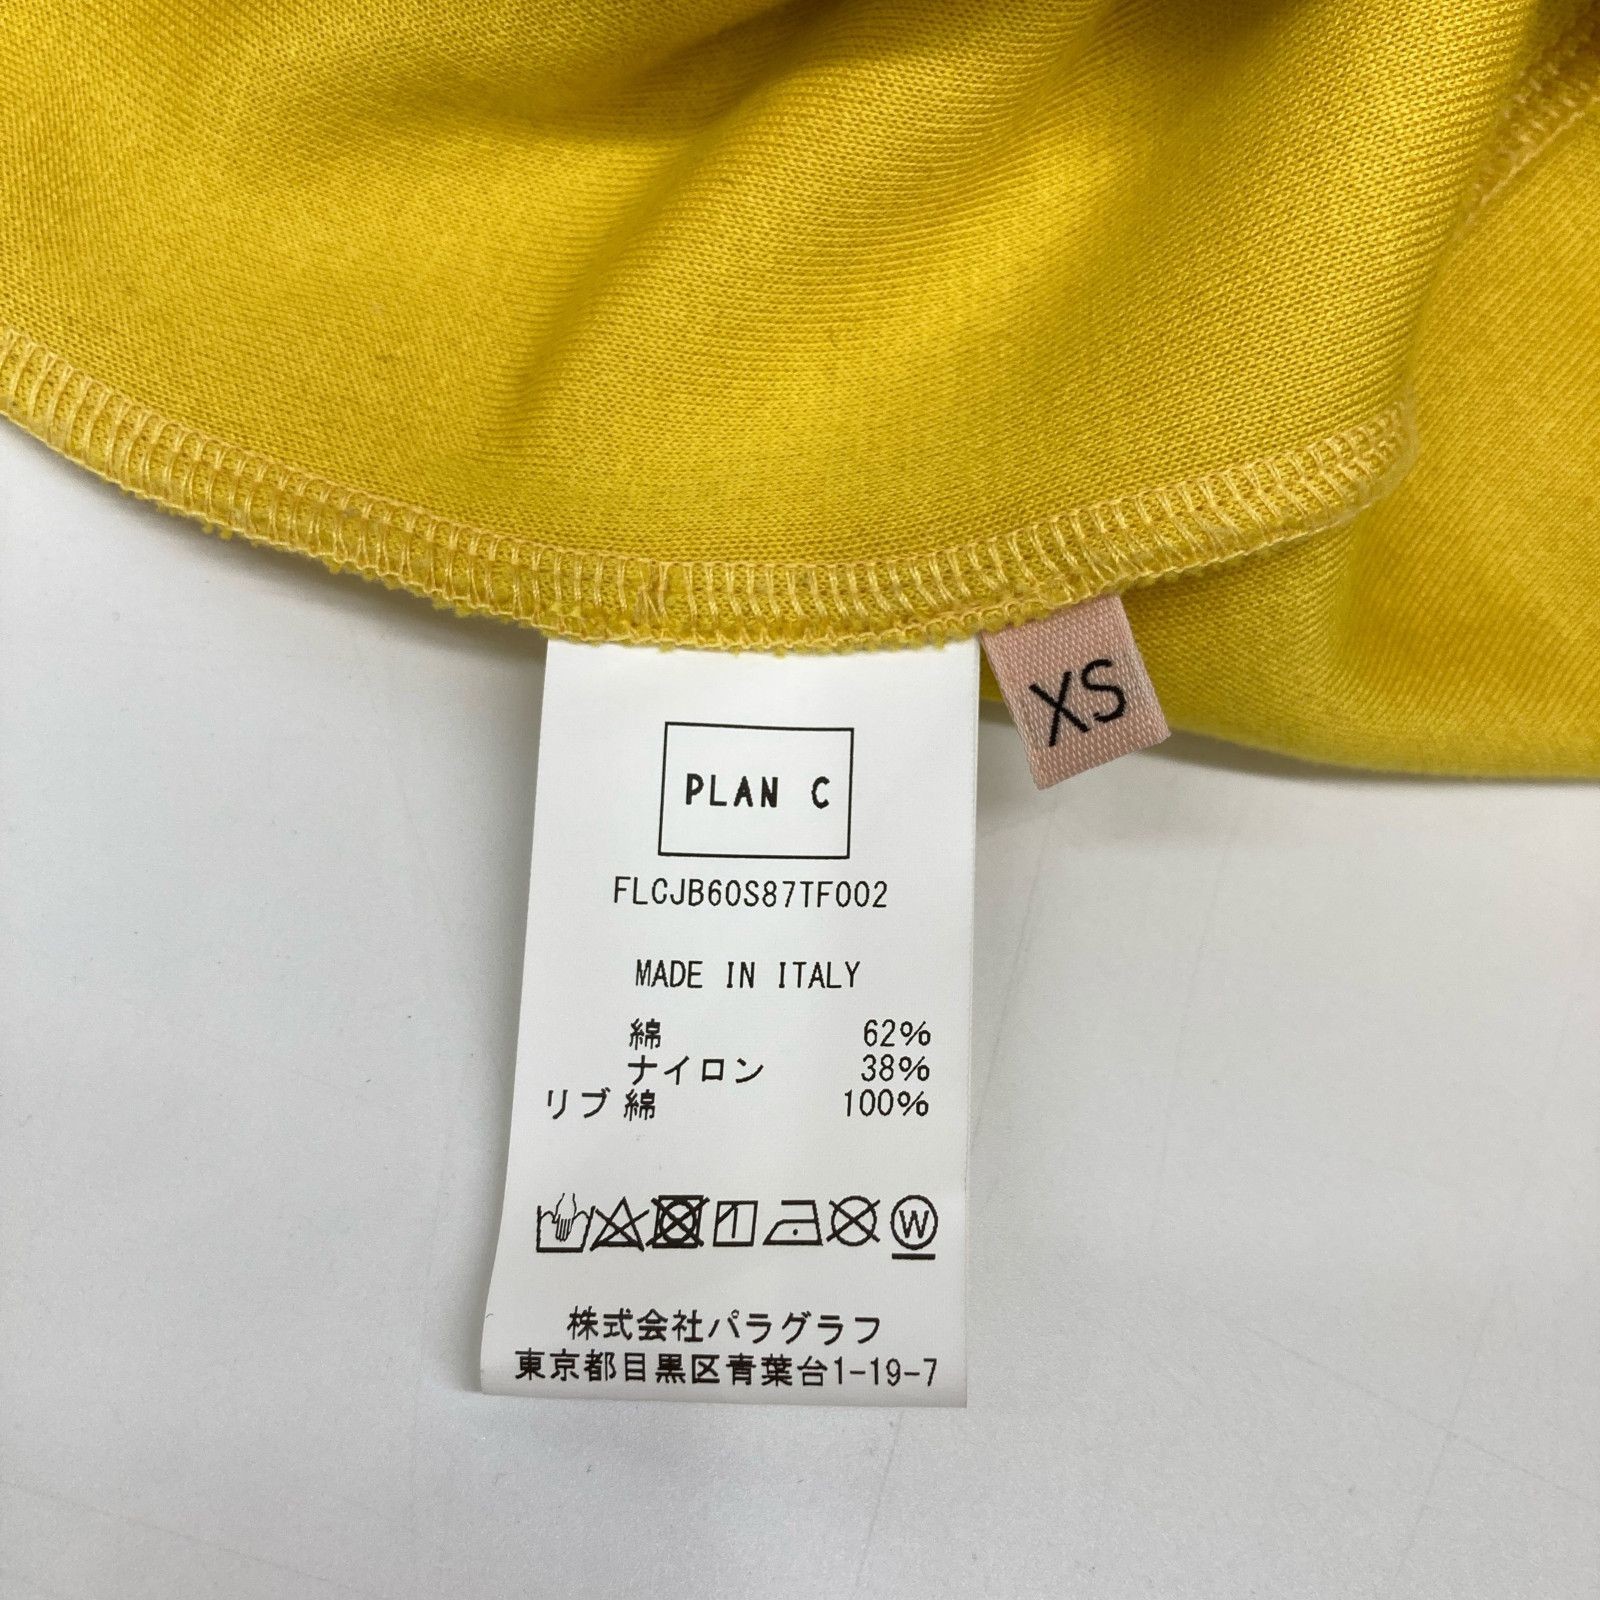 XS
PLAN C
FLCJB60S87TF002
MADE IN ITALY
綿 62%
ナイロン 38%
リブ 綿 100%
W
株式会社パラグラフ
東京都目黒区青葉台1-19-7